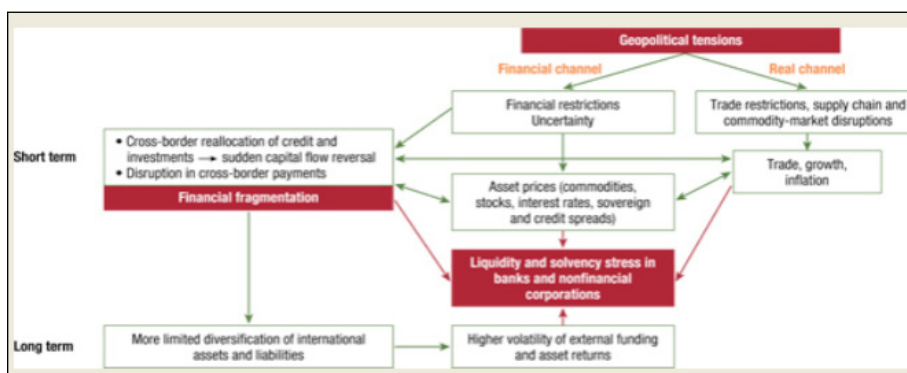 Geopolitical tensions
Financial channel
Real channel
Financial restrictions
Uncertainty
Trade restrictions, supply chain and
commodity-market disruptions
Short term
• Cross-border reallocation of credit and
investments → sudden capital flow reversal
• Disruption in cross-border payments
Financial fragmentation
Asset prices (commodities,
stocks, interest rates, sovereign
and credit spreads)
Trade, growth,
inflation
Liquidity and solvency stress in
banks and nonfinancial
corporations
Long term
More limited diversification of international
assets and liabilities
Higher volatility of external funding
and asset returns